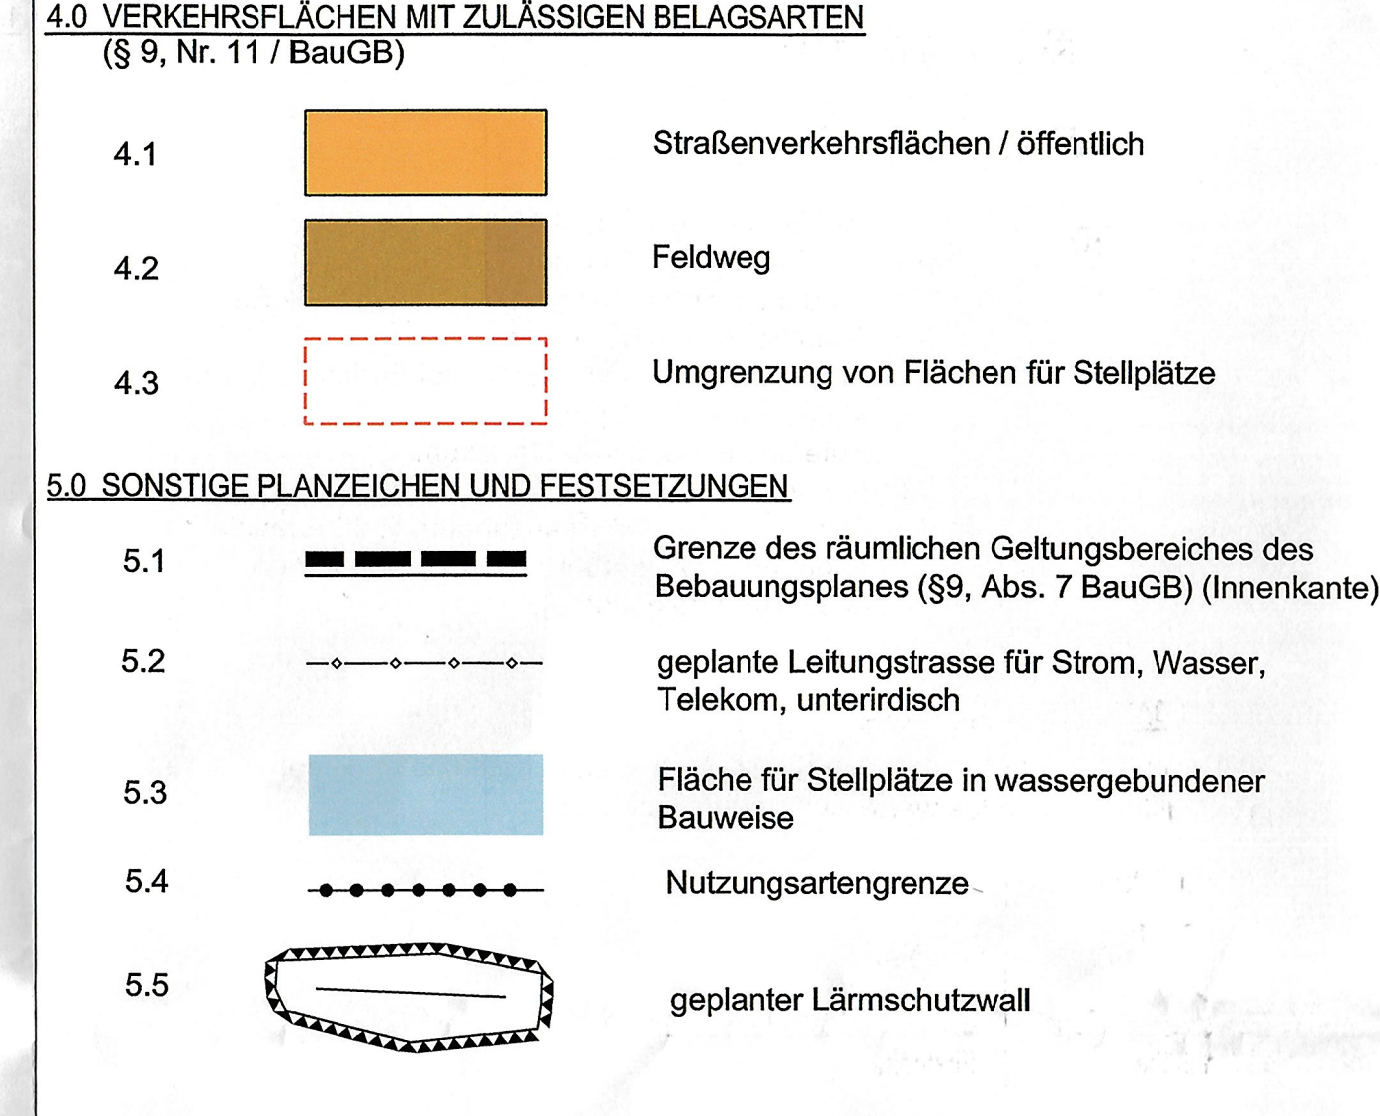 4.0 VERKEHRSFLÄCHEN MIT ZULÄSSIGEN BELAGSARTEN
(§ 9, Nr. 11 / BauGB)
4.1 Straßenverkehrsflächen / öffentlich
4.2 Feldweg
4.3 Umgrenzung von Flächen für Stellplätze
5.0 SONSTIGE PLANZEICHEN UND FESTSETZUNGEN
5.1 Grenze des räumlichen Geltungsbereiches des
Bebauungsplanes (§9, Abs. 7 BauGB) (Innenkante)
5.2 geplante Leitungstrasse für Strom, Wasser,
Telekom, unterirdisch
5.3 Fläche für Stellplätze in wassergebundener
Bauweise
5.4 Nutzungsartengrenze
5.5 geplanter Lärmschutzwall